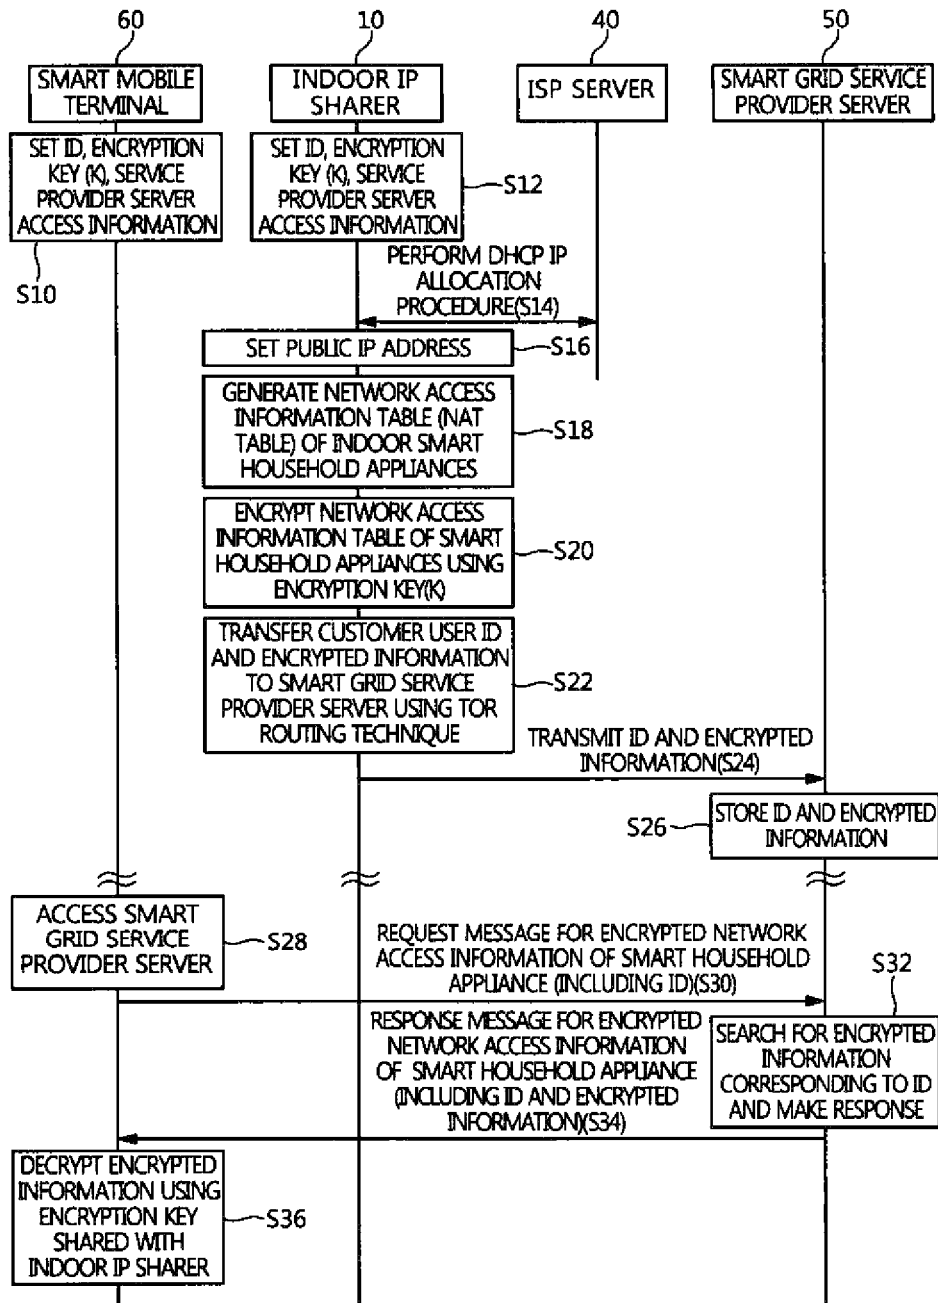 60
10
40
50
SMART MOBILE
TERMINAL
INDOOR IP
SHARER
ISP SERVER
SMART GRID SERVICE
PROVIDER SERVER
SET ID, ENCRYPTION
KEY (K), SERVICE
PROVIDER SERVER
ACCESS INFORMATION
S10
SET ID, ENCRYPTION
KEY (K), SERVICE
PROVIDER SERVER
ACCESS INFORMATION
S12
PERFORM DHCP IP
ALLOCATION
PROCEDURE(S14)
SET PUBLIC IP ADDRESS
S16
GENERATE NETWORK ACCESS
INFORMATION TABLE (NAT
TABLE) OF INDOOR SMART
HOUSEHOLD APPLIANCES
S18
ENCRYPT NETWORK ACCESS
INFORMATION TABLE OF SMART
HOUSEHOLD APPLIANCES USING
ENCRYPTION KEY(K)
S20
TRANSFER CUSTOMER USER ID
AND ENCRYPTED INFORMATION
TO SMART GRID SERVICE
PROVIDER SERVER USING TOR
ROUTING TECHNIQUE
S22
TRANSMIT ID AND ENCRYPTED
INFORMATION(S24)
S26
STORE ID AND ENCRYPTED
INFORMATION
ACCESS SMART
GRID SERVICE
PROVIDER SERVER
S28
REQUEST MESSAGE FOR ENCRYPTED NETWORK
ACCESS INFORMATION OF SMART HOUSEHOLD
APPLIANCE (INCLUDING ID)(S30)
S32
SEARCH FOR ENCRYPTED
INFORMATION
CORRESPONDING TO ID
AND MAKE RESPONSE
RESPONSE MESSAGE FOR ENCRYPTED
NETWORK ACCESS INFORMATION
OF SMART HOUSEHOLD APPLIANCE
(INCLUDING ID AND ENCRYPTED
INFORMATION)(S34)
DECRYPT ENCRYPTED
INFORMATION USING
ENCRYPTION KEY
SHARED WITH
INDOOR IP SHARER
S36